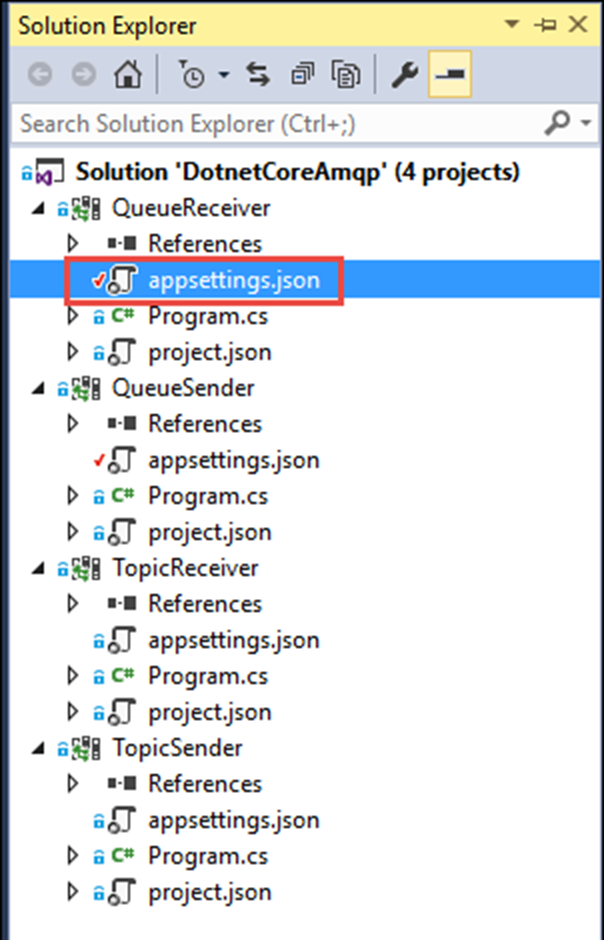 Solution Explorer
Search Solution Explorer (Ctrl+;)
Solution 'DotnetCoreAmqp' (4 projects)
QueueReceiver
References
appsettings.json
C# Program.cs
project.json
QueueSender
References
appsettings.json
C# Program.cs
project.json
TopicReceiver
References
appsettings.json
C# Program.cs
project.json
TopicSender
References
appsettings.json
C# Program.cs
project.json